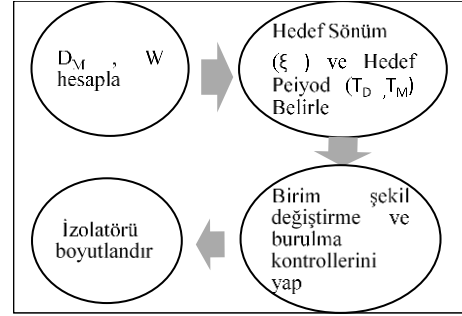 D_M , W
hesapla
Hedef Sönüm
(ξ ) ve Hedef
Peiyod (T_D ,T_M)
Belirle
Birim şekil
değiştirme ve
burulma
kontrollerini
yap
İzolatörü
boyutlandır